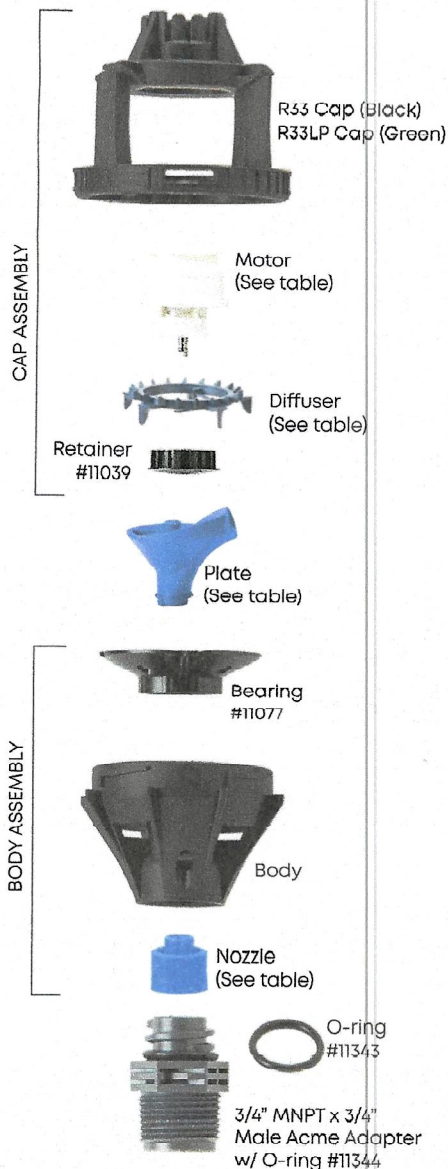 R33 Cap (Black)
R33LP Cap (Green)
CAP ASSEMBLY
Motor
(See table)
Diffuser
(See table)
Retainer
#11039
Plate
(See table)
BODY ASSEMBLY
Bearing
#11077
Body
Nozzle
(See table)
O-ring
#11343
3/4" MNPT x 3/4"
Male Acme Adapter
w/ O-ring #11344